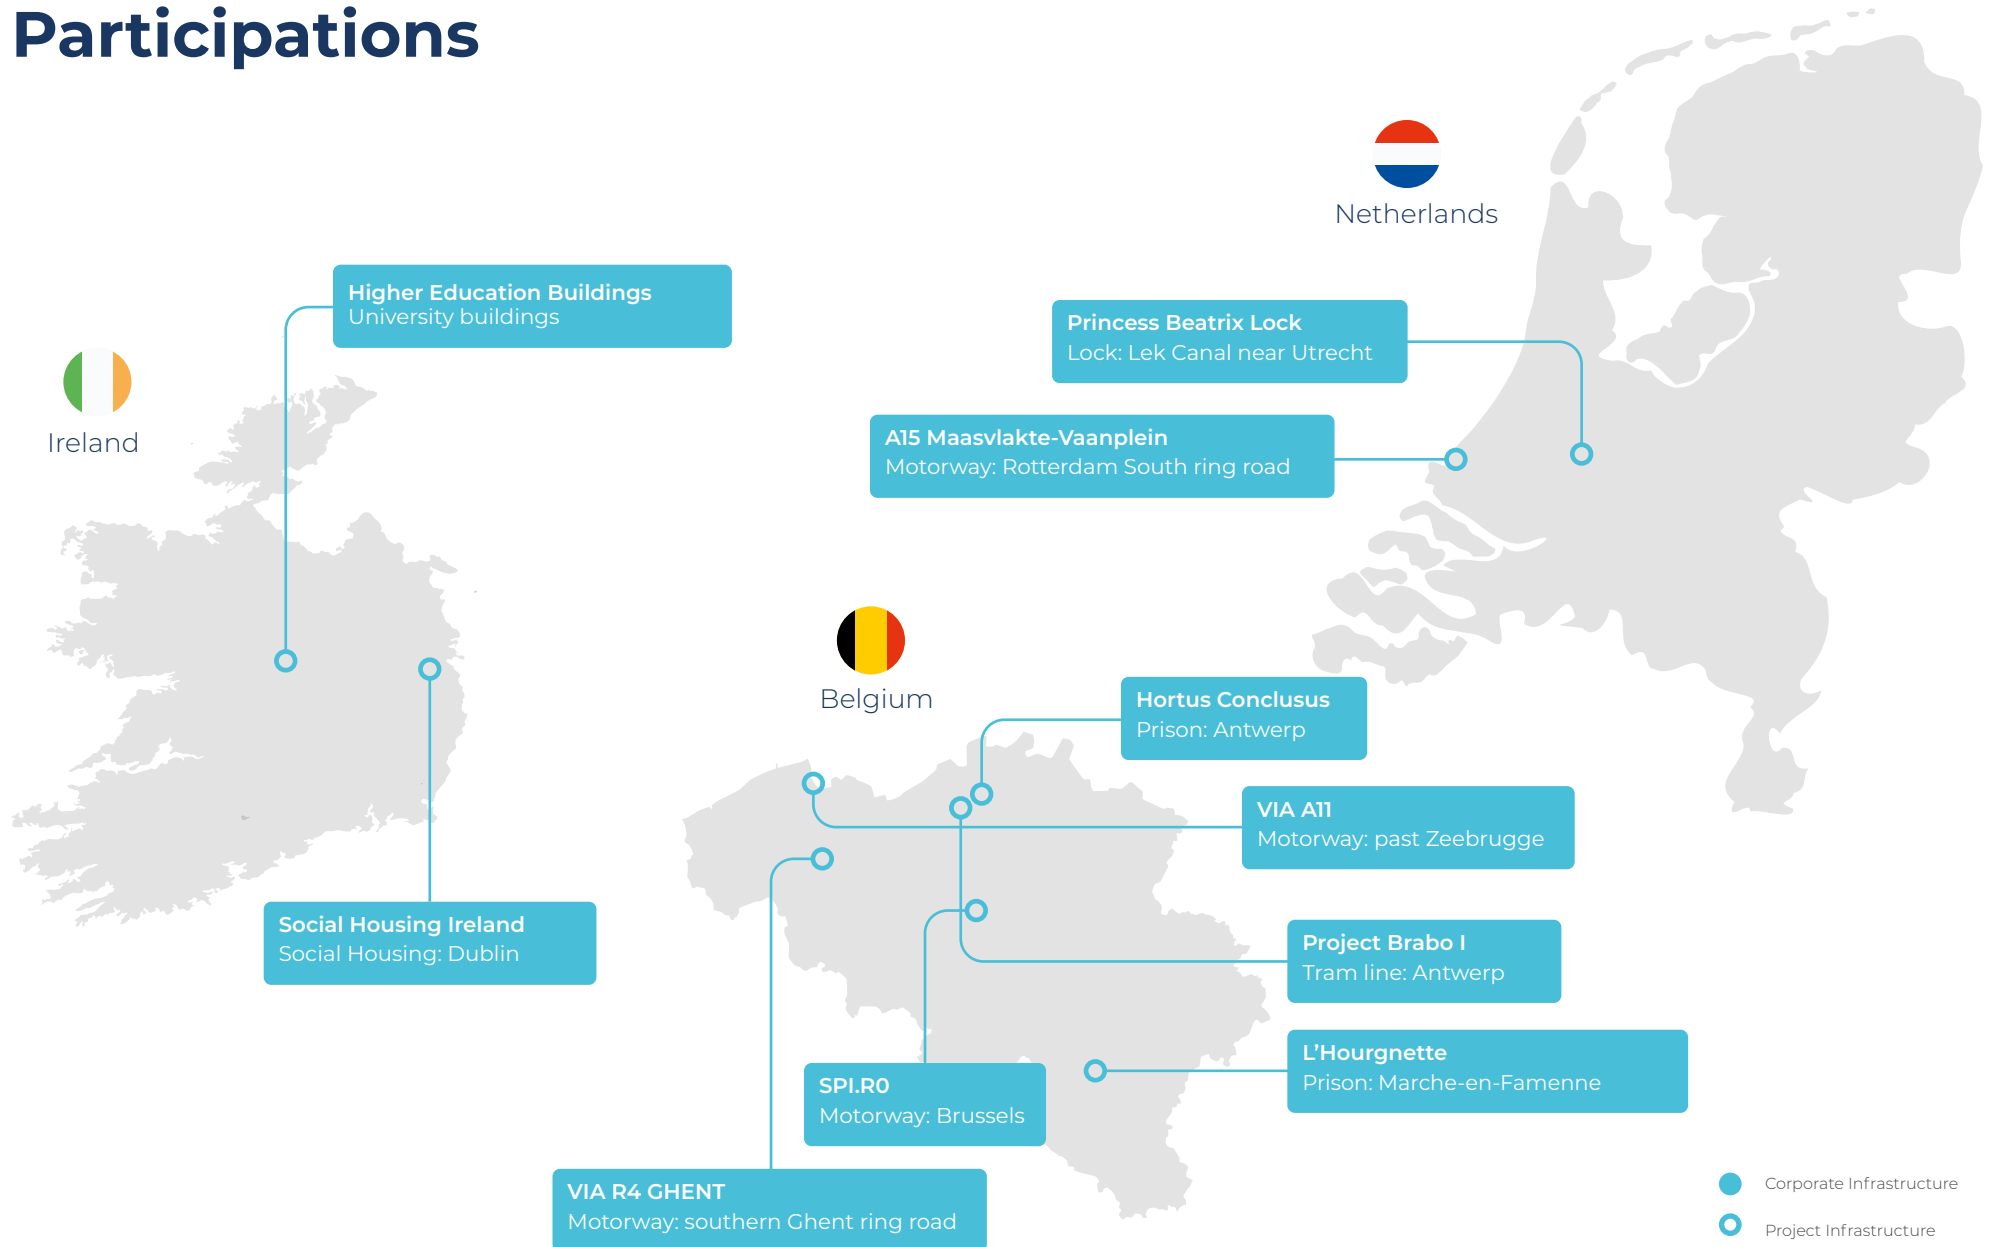 Participations
Netherlands
Higher Education Buildings
University buildings
Princess Beatrix Lock
Lock: Lek Canal near Utrecht
Ireland
A15 Maasvlakte-Vaanplein
Motorway: Rotterdam South ring road
Belgium
Hortus Conclusus
Prison: Antwerp
VIA A11
Motorway: past Zeebrugge
Social Housing Ireland
Social Housing: Dublin
Project Brabo I
Tram line: Antwerp
L’Hourgnette
Prison: Marche-en-Famenne
SPI.R0
Motorway: Brussels
VIA R4 GHENT
Motorway: southern Ghent ring road
Corporate Infrastructure
Project Infrastructure